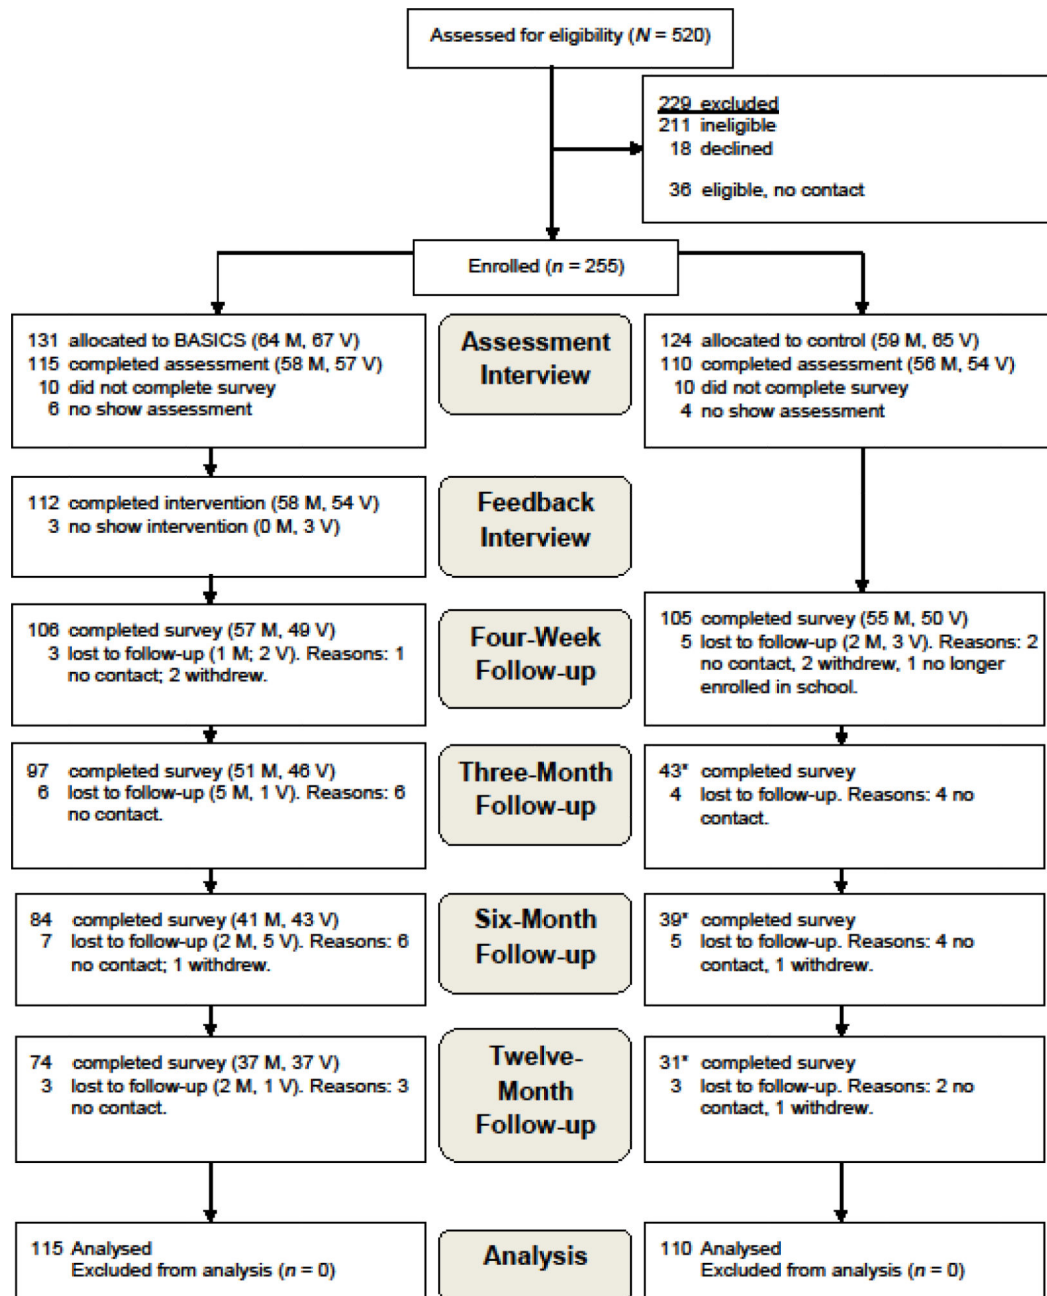 Assessed for eligibility (N = 520)
229 excluded
211 ineligible
18 declined
36 eligible, no contact
Enrolled (n = 255)
131 allocated to BASICS (64 M, 67 V)
115 completed assessment (58 M, 57 V)
10 did not complete survey
6 no show assessment
Assessment
Interview
124 allocated to control (59 M, 65 V)
110 completed assessment (56 M, 54 V)
10 did not complete survey
4 no show assessment
112 completed intervention (58 M, 54 V)
3 no show intervention (0 M, 3 V)
Feedback
Interview
106 completed survey (57 M, 49 V)
3 lost to follow-up (1 M; 2 V). Reasons: 1
no contact; 2 withdrew.
Four-Week
Follow-up
105 completed survey (55 M, 50 V)
5 lost to follow-up (2 M, 3 V). Reasons: 2
no contact, 2 withdrew, 1 no longer
enrolled in school.
97 completed survey (51 M, 46 V)
6 lost to follow-up (5 M, 1 V). Reasons: 6
no contact.
Three-Month
Follow-up
43* completed survey
4 lost to follow-up. Reasons: 4 no
contact.
84 completed survey (41 M, 43 V)
7 lost to follow-up (2 M, 5 V). Reasons: 6
no contact; 1 withdrew.
Six-Month
Follow-up
39* completed survey
5 lost to follow-up. Reasons: 4 no
contact, 1 withdrew.
74 completed survey (37 M, 37 V)
3 lost to follow-up (2 M, 1 V). Reasons: 3
no contact.
Twelve-
Month
Follow-up
31* completed survey
3 lost to follow-up. Reasons: 2 no
contact, 1 withdrew.
115 Analysed
Excluded from analysis (n = 0)
Analysis
110 Analysed
Excluded from analysis (n = 0)